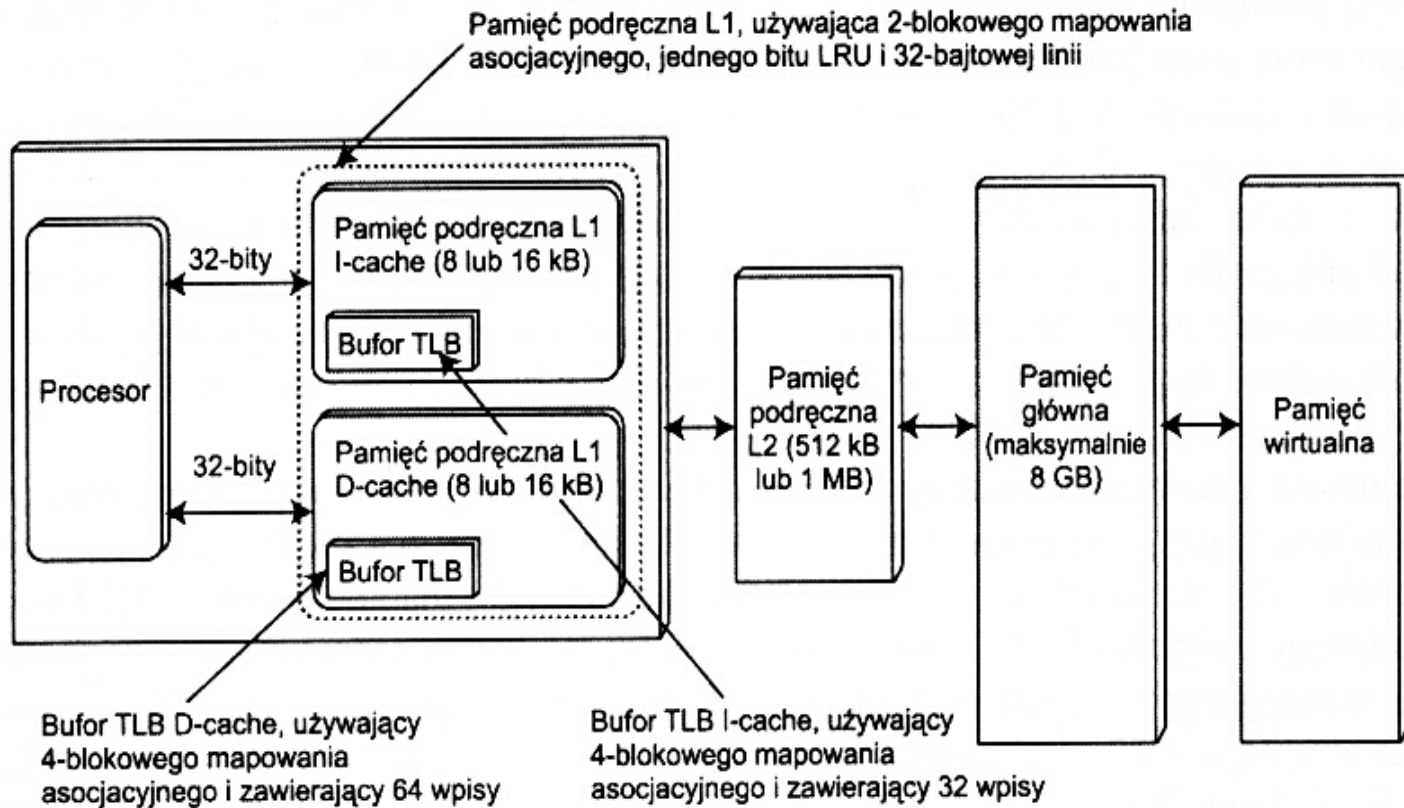 Pamięć podręczna L1, używająca 2-blokowego mapowania
asocjacyjnego, jednego bitu LRU i 32-bajtowej linii
Procesor
32-bity
32-bity
Pamięć podręczna L1
I-cache (8 lub 16 kB)
Bufor TLB
Pamięć podręczna L1
D-cache (8 lub 16 kB)
Bufor TLB
Pamięć
podręczna
L2 (512 kB
lub 1 MB)
Pamięć
główna
(maksymalnie
8 GB)
Pamięć
wirtualna
Bufor TLB D-cache, używający
4-blokowego mapowania
asocjacyjnego i zawierający 64 wpisy
Bufor TLB I-cache, używający
4-blokowego mapowania
asocjacyjnego i zawierający 32 wpisy